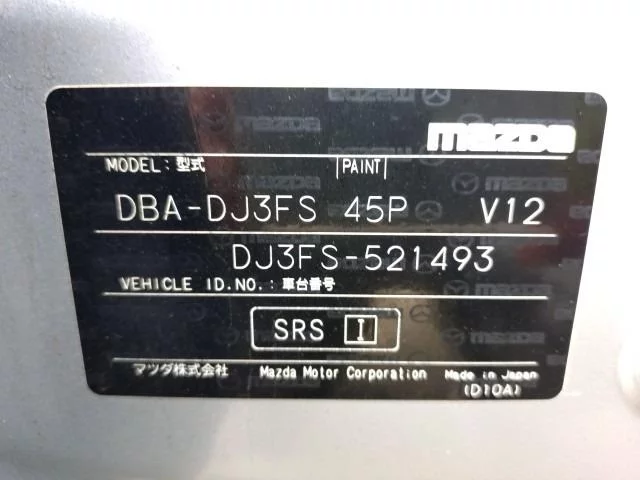 mazda
MODEL：型式 PAINT
DBA-DJ3FS 45P V12
DJ3FS-521493
VEHICLE ID.NO.：車台番号
SRS I
マツダ株式会社 Mazda Motor Corporation Made in Japan
(D10A)